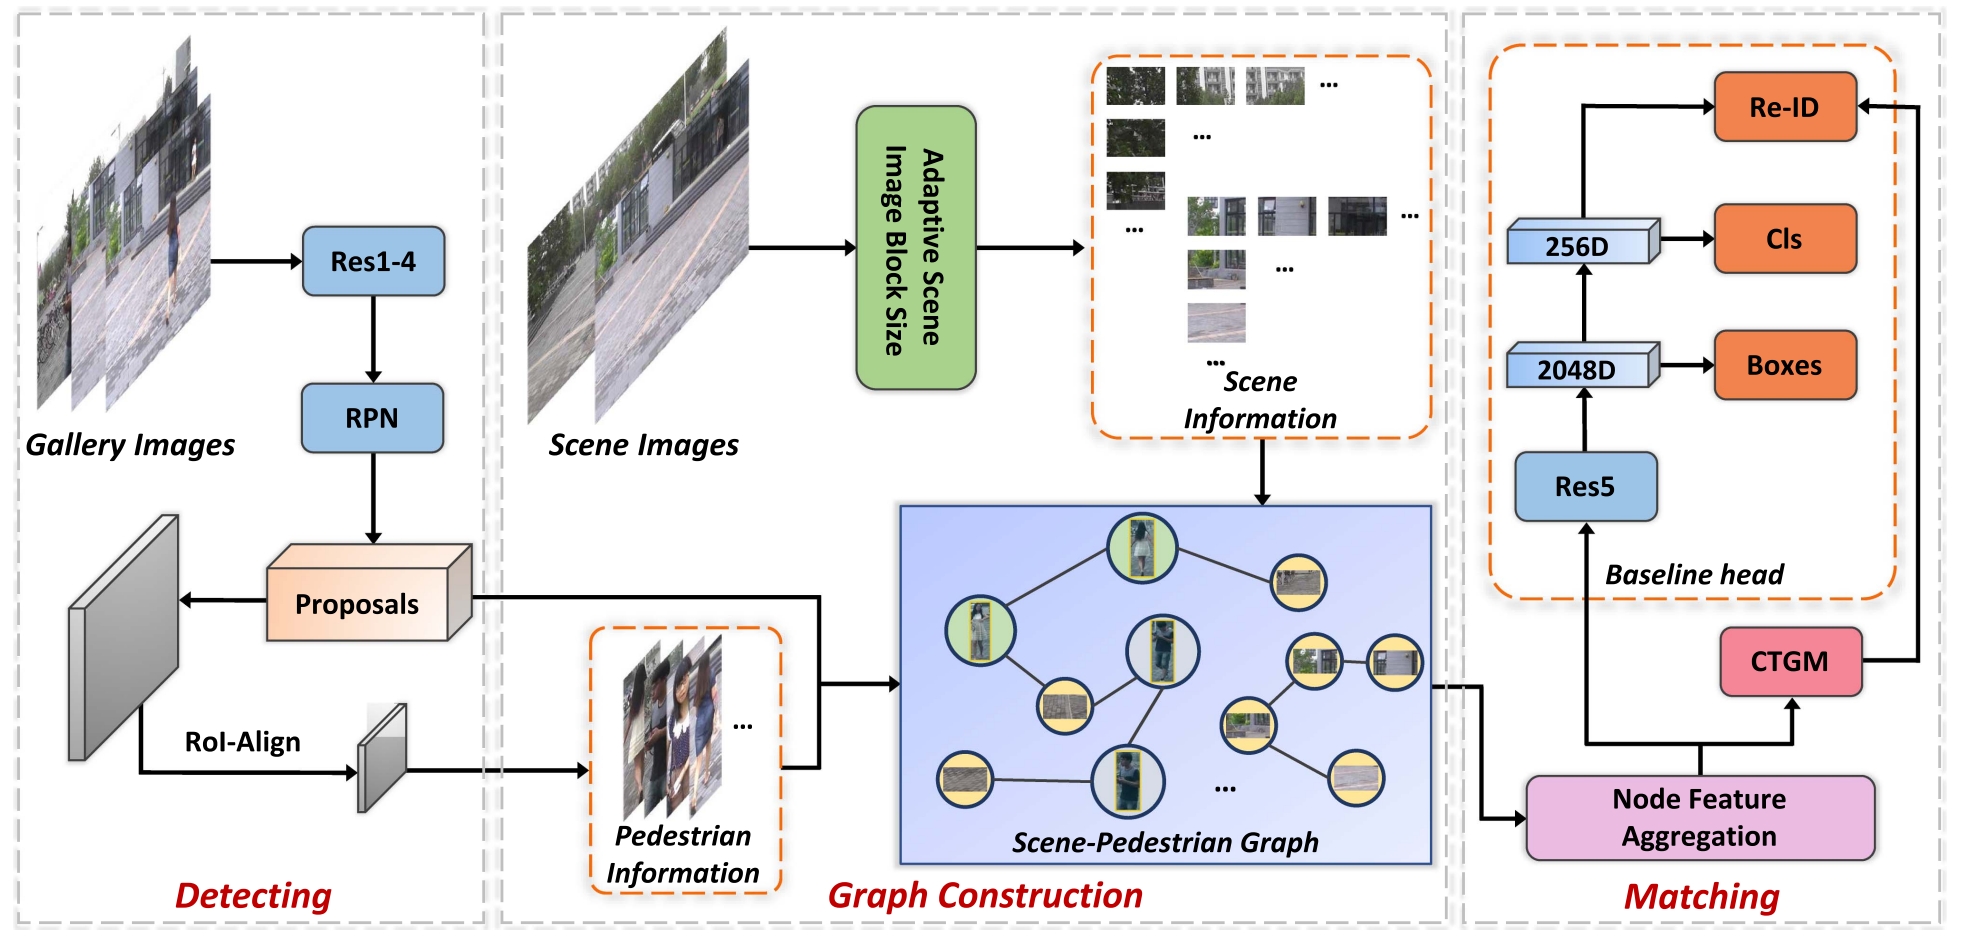 Gallery Images
Res1-4
RPN
Proposals
RoI-Align
Detecting
Scene Images
Adaptive Scene
Image Block Size
...
...
...
...
...
...
Scene
Information
...
Pedestrian
Information
...
Scene-Pedestrian Graph
Graph Construction
Re-ID
Cls
256D
Boxes
2048D
Res5
Baseline head
CTGM
Node Feature
Aggregation
Matching